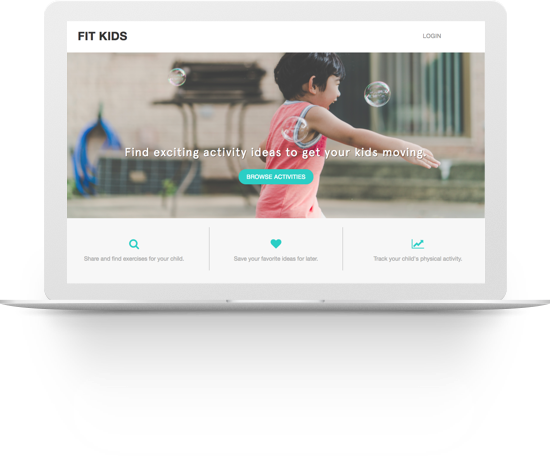 FIT KIDS
LOGIN
Find exciting activity ideas to get your kids moving.
BROWSE ACTIVITIES
Share and find exercises for your child.
Save your favorite ideas for later.
Track your child's physical activity.